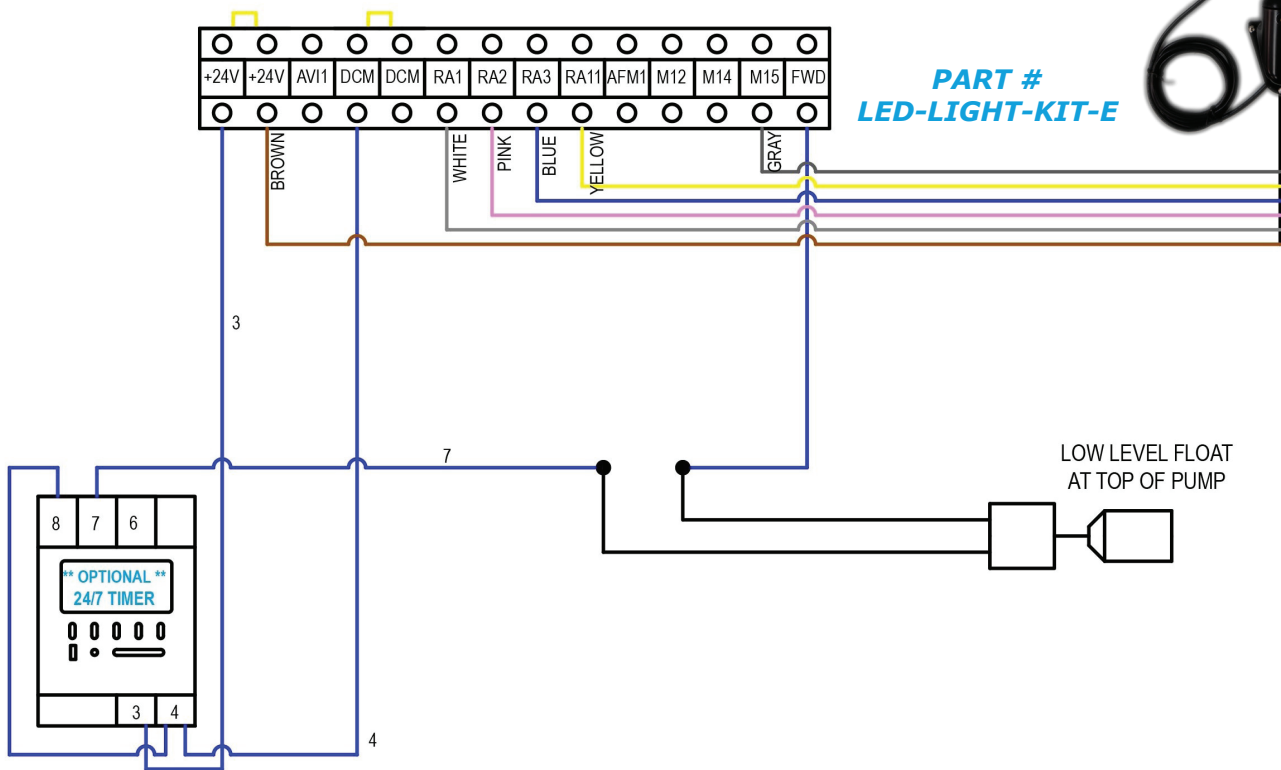 +24V +24V AVI1 DCM DCM RA1 RA2 RA3 RA11 AFM1 M12 M14 M15 FWD
PART #
LED-LIGHT-KIT-E
BROWN
WHITE
PINK
BLUE
YELLOW
GRAY
3
7
LOW LEVEL FLOAT
AT TOP OF PUMP
8 7 6
** OPTIONAL **
24/7 TIMER
3 4
4